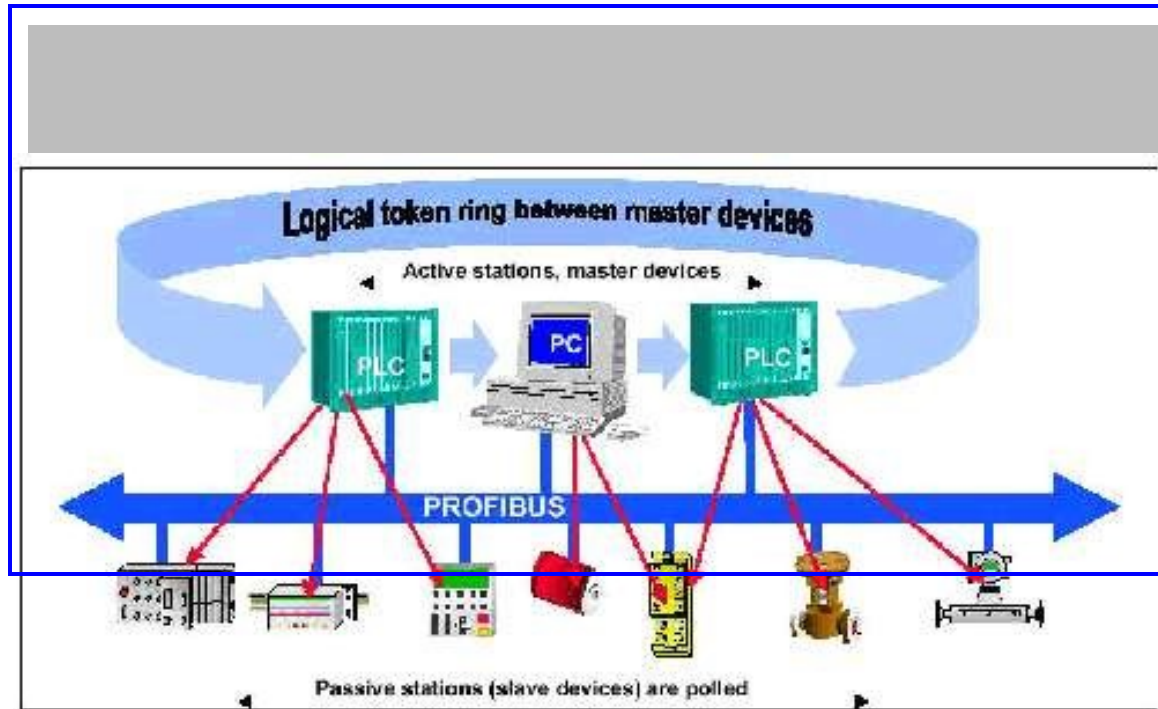 Logical token ring between master devices
Active stations, master devices
PLC
PC
PLC
PROFIBUS
Passive stations (slave devices) are polled